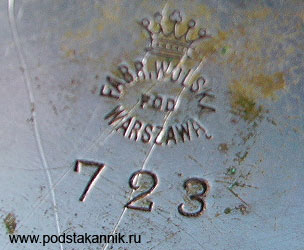 FABR. WOLSKA
POD
WARSZAWĄ
723
www.podstakannik.ru